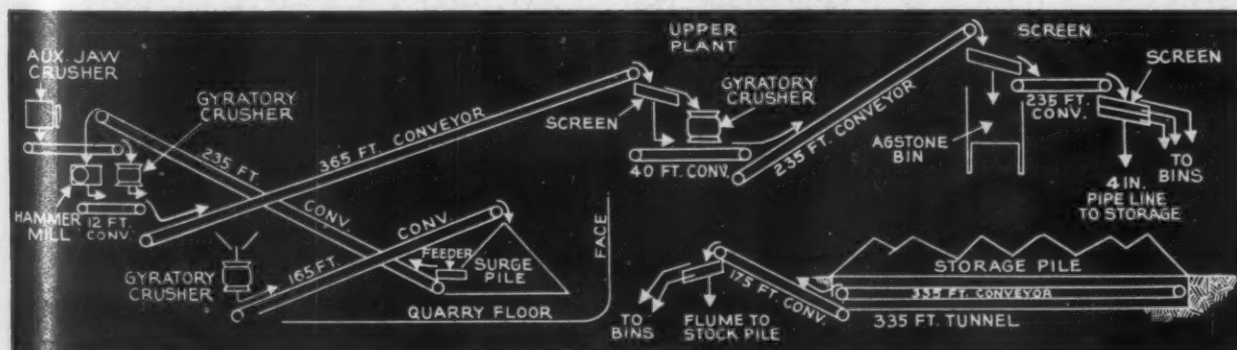 AUX. JAW
CRUSHER
GYRATORY
CRUSHER
HAMMER
MILL
12 FT.
CONV.
235 FT.
CONV.
365 FT. CONVEYOR
GYRATORY
CRUSHER
165 FT.
CONV.
FEEDER
SURGE
PILE
QUARRY FLOOR
FACE
UPPER
PLANT
SCREEN
GYRATORY
CRUSHER
40 FT. CONV.
235 FT. CONVEYOR
SCREEN
AGSTONE
BIN
235 FT.
CONV.
SCREEN
4 IN.
PIPE LINE
TO STORAGE
TO
BINS
TO
BINS
FLUME TO
STOCK PILE
175 FT. CONV.
STORAGE PILE
335 FT. CONVEYOR
335 FT. TUNNEL